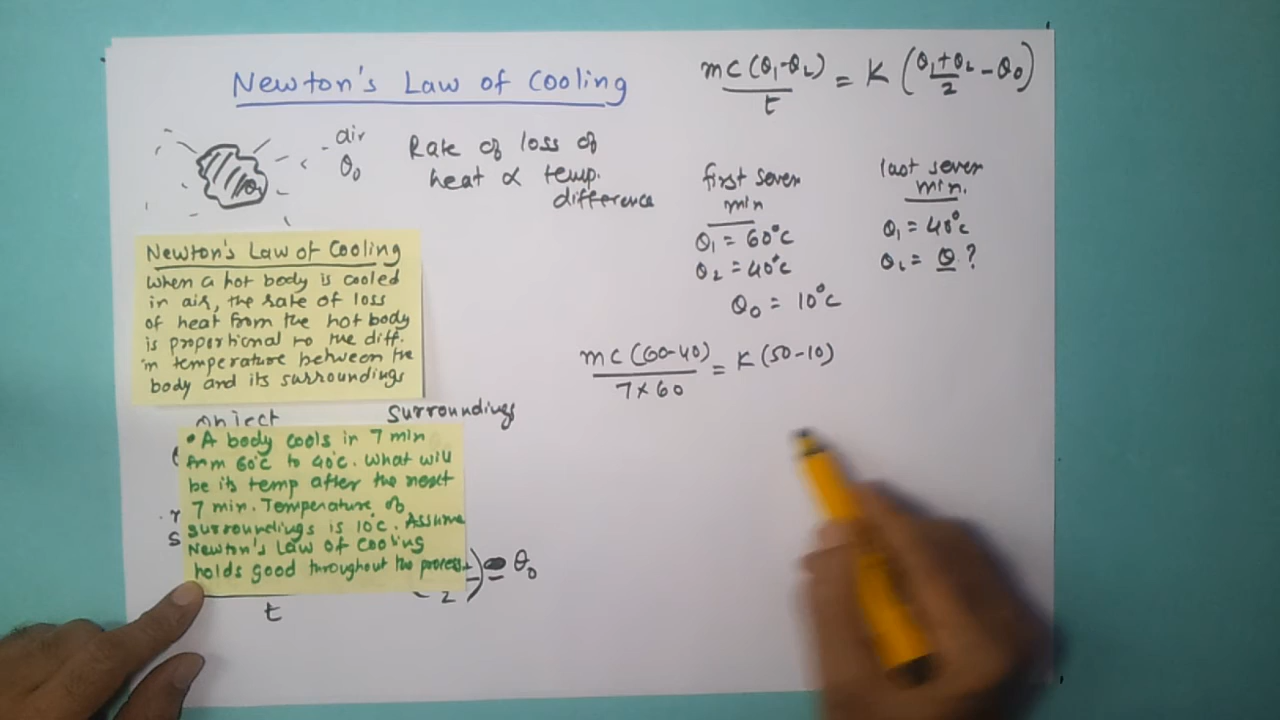 Newton's Law of Cooling
air
θ₀
Rate of loss of
heat ∝ temp.
difference
mc(θ₁-θ₂)/t = K((θ₁+θ₂)/2 - θ₀)
first seven
min
θ₁ = 60°C
θ₂ = 40°C
last seven
min.
θ₁ = 40°C
θ₂ = θ ?
θ₀ = 10°C
mc(60-40)/(7×60) = K(50-10)
Newton's Law of Cooling
When a hot body is cooled
in air, the rate of loss
of heat from the hot body
is proportional to the diff.
in temperature between the
body and its surroundings
object
Surroundings
• A body cools in 7 min
from 60°C to 40°C. What will
be its temp after the next
7 min. Temperature of
surroundings is 10°C. Assume
Newton's Law of Cooling
holds good throughout the process.
2
) - θ₀
t